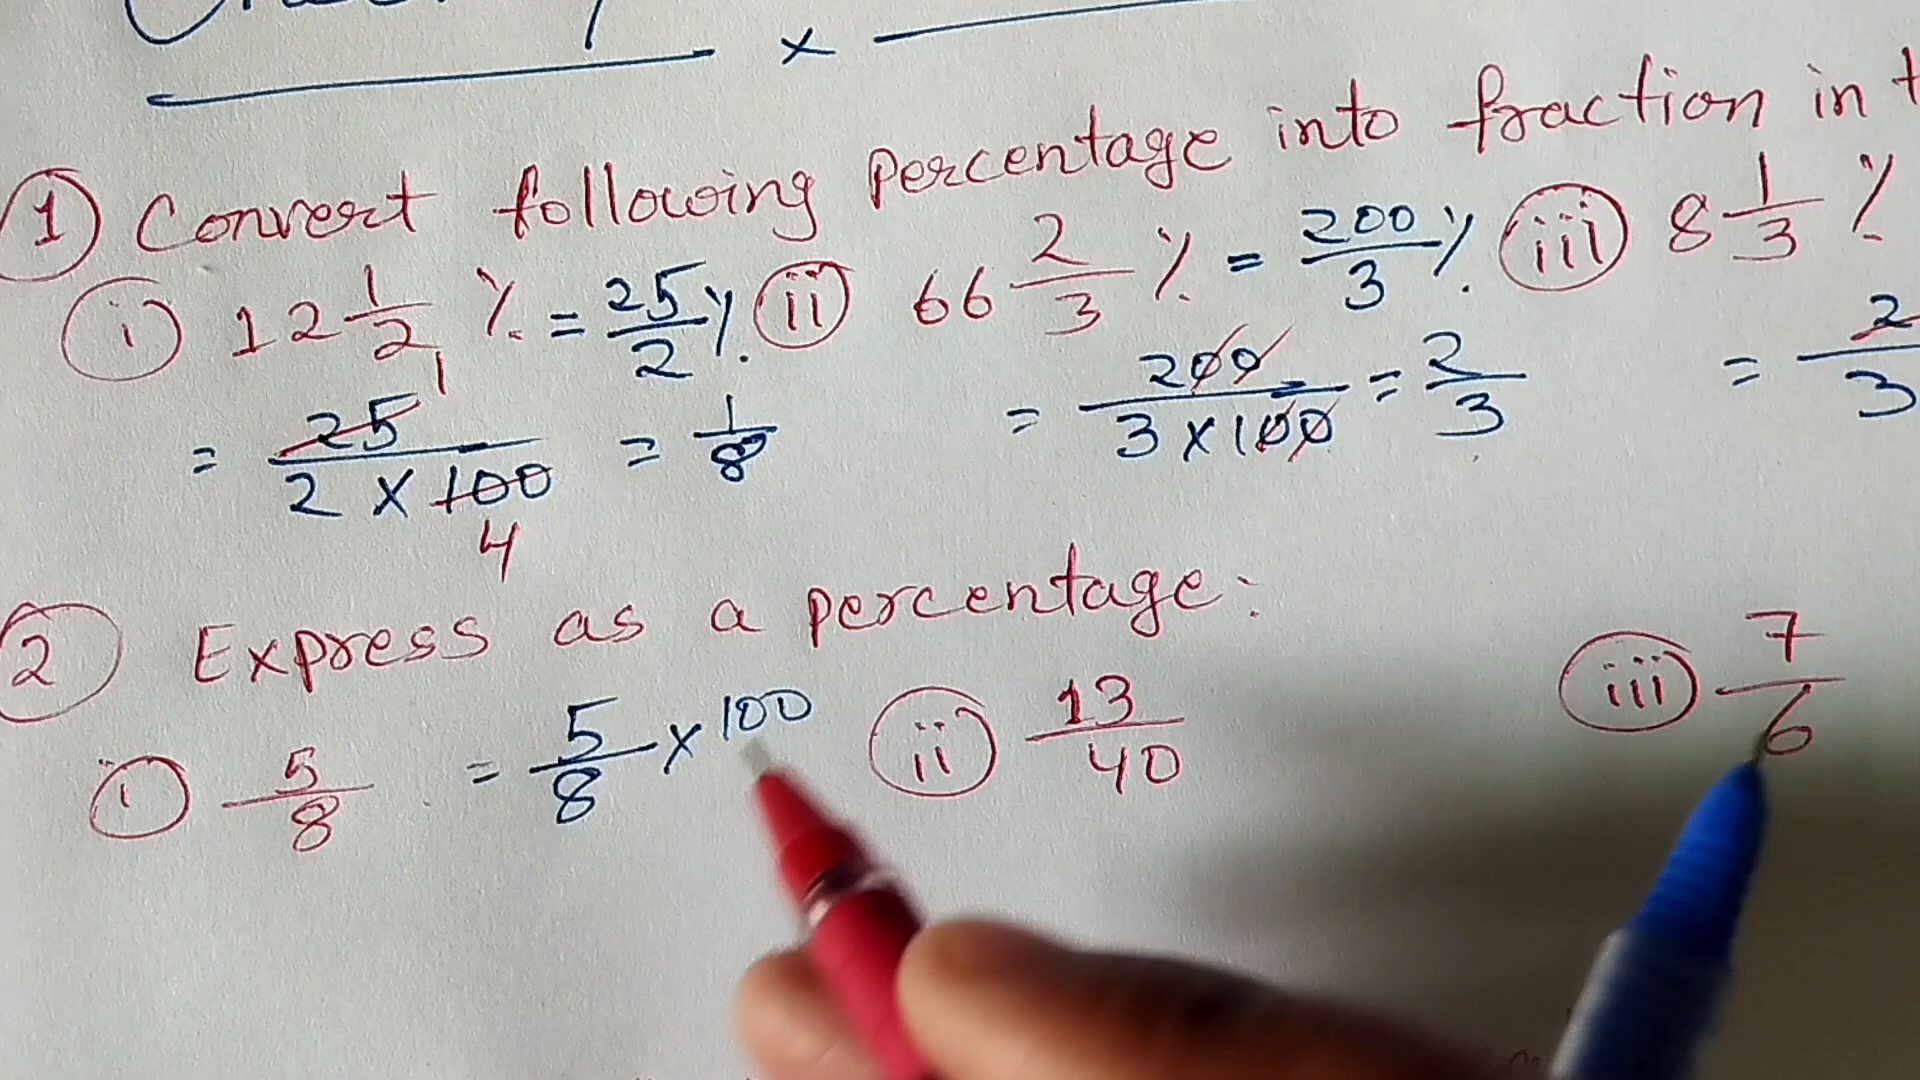 ×
① Convert following percentage into fraction in
ⓘ 12 1/2 % = 25/2 % ⓘⓘ 66 2/3 % = 200/3 % ⓘⓘⓘ 8 1/3 %
= 25/(2 × 100) = 1/8 = 200/(3 × 100) = 2/3 =
1
4
② Express as a percentage:
ⓘ 5/8 = 5/8 × 100 ⓘⓘ 13/40 ⓘⓘⓘ 7/6